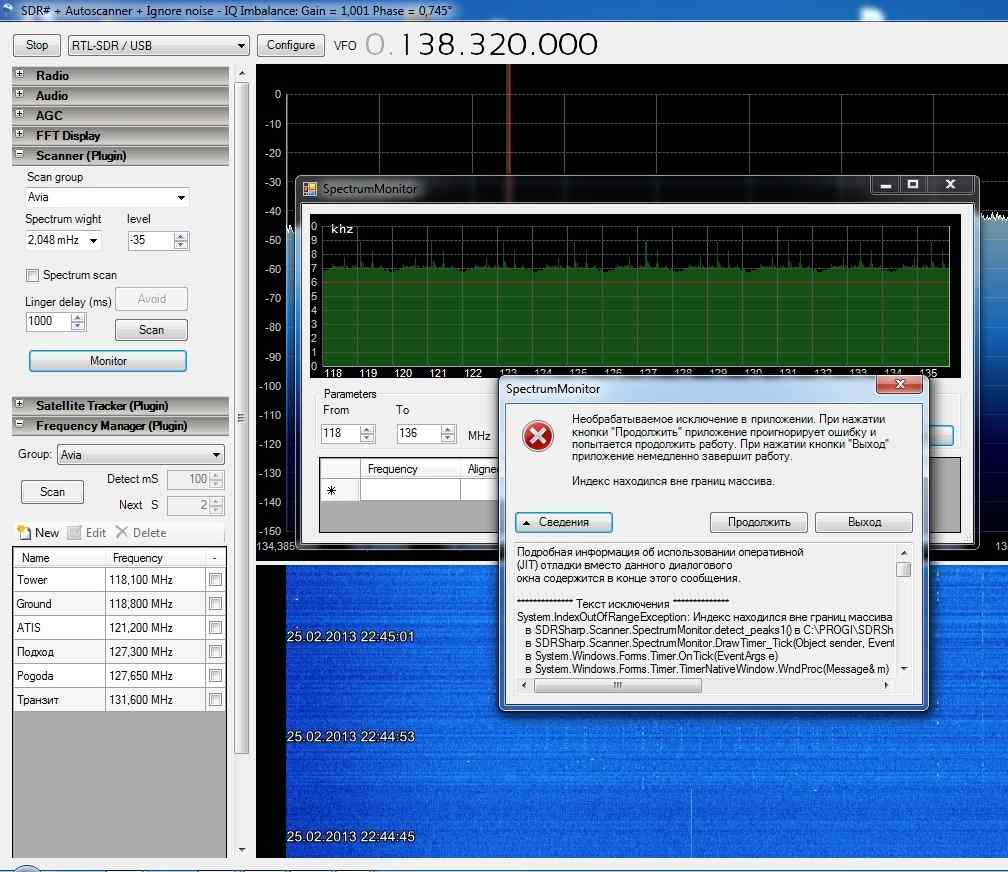 SDR# + Autoscanner + Ignore noise - IQ Imbalance: Gain = 1,001 Phase = 0,745°
Stop RTL-SDR / USB Configure VFO 0.138.320.000
Radio
Audio
AGC
FFT Display
Scanner (Plugin)
Scan group
Avia
Spectrum wight level
2,048 mHz -35
Spectrum scan
Linger delay (ms) Avoid
1000 Scan
Monitor
Satellite Tracker (Plugin)
Frequency Manager (Plugin)
Group: Avia
Scan Detect mS 100
Next S 2
New Edit Delete
Name Frequency -
Tower 118,100 MHz
Ground 118,800 MHz
ATIS 121,200 MHz
Подход 127,300 MHz
Pogoda 127,650 MHz
Транзит 131,600 MHz
0
-10
-20
-30
-40
-50
-60
-70
-80
-90
-100
-110
-120
-130
-140
-150
134,385
13
SpectrumMonitor
khz
0
9
8
7
6
5
4
3
2
1
0
118 119 120 121 122 123 124 125 126 127 128 129 130 131 132 133 134 135
Parameters
From To
118 136 MHz
Frequency Aligne
SpectrumMonitor
Необрабатываемое исключение в приложении. При нажатии
кнопки "Продолжить" приложение проигнорирует ошибку и
попытается продолжить работу. При нажатии кнопки "Выход"
приложение немедленно завершит работу.
Индекс находился вне границ массива.
Сведения Продолжить Выход
Подробная информация об использовании оперативной
(JIT) отладки вместо данного диалогового
окна содержится в конце этого сообщения.
************** Текст исключения **************
System.IndexOutOfRangeException: Индекс находился вне границ массива
в SDRSharp.Scanner.SpectrumMonitor.detect_peaks1() в C:\PROGI\SDRSh
в SDRSharp.Scanner.SpectrumMonitor.DrawTimer_Tick(Object sender, Event
в System.Windows.Forms.Timer.OnTick(EventArgs e)
в System.Windows.Forms.Timer.TimerNativeWindow.WndProc(Message& m)
25.02.2013 22:45:01
25.02.2013 22:44:53
25.02.2013 22:44:45